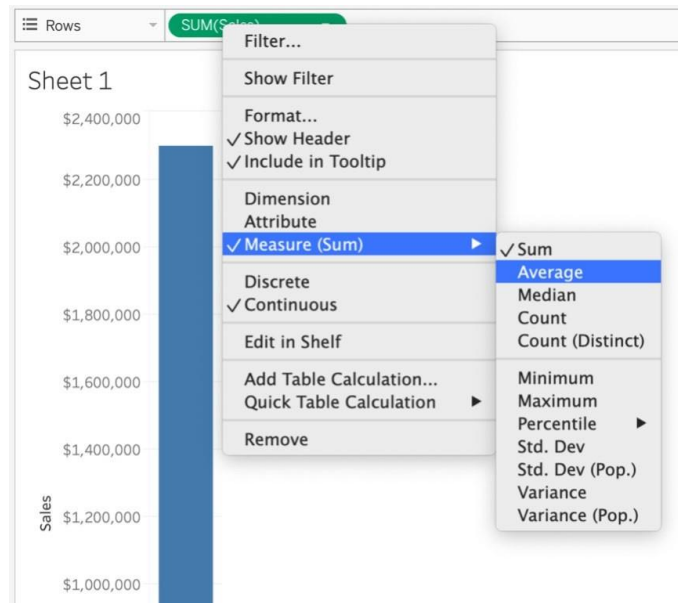 Rows
SUM(Sales)
Sheet 1
Filter...
Show Filter
Format...
Show Header
Include in Tooltip
Dimension
Attribute
Measure (Sum)
Discrete
Continuous
Edit in Shelf
Add Table Calculation...
Quick Table Calculation
Remove
Sum
Average
Median
Count
Count (Distinct)
Minimum
Maximum
Percentile
Std. Dev
Std. Dev (Pop.)
Variance
Variance (Pop.)
$2,400,000
$2,200,000
$2,000,000
$1,800,000
$1,600,000
$1,400,000
$1,200,000
$1,000,000
Sales